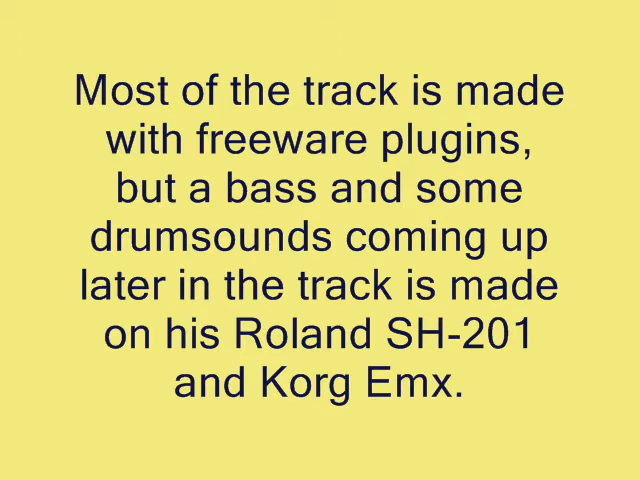 Most of the track is made
with freeware plugins,
but a bass and some
drumsounds coming up
later in the track is made
on his Roland SH-201
and Korg Emx.